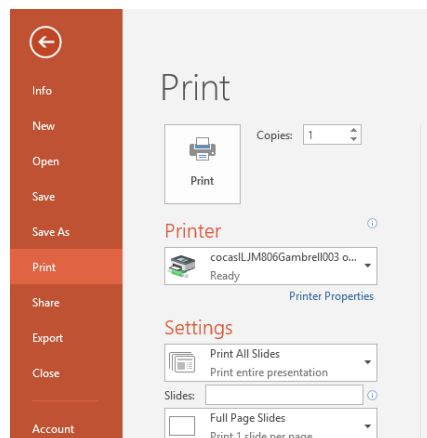 Info
New
Open
Save
Save As
Print
Share
Export
Close
Account
Print
Copies: 1
Print
Printer
cocasILJM806Gambrell003 o...
Ready
Printer Properties
Settings
Print All Slides
Print entire presentation
Slides:
Full Page Slides
Print 1 slide per page